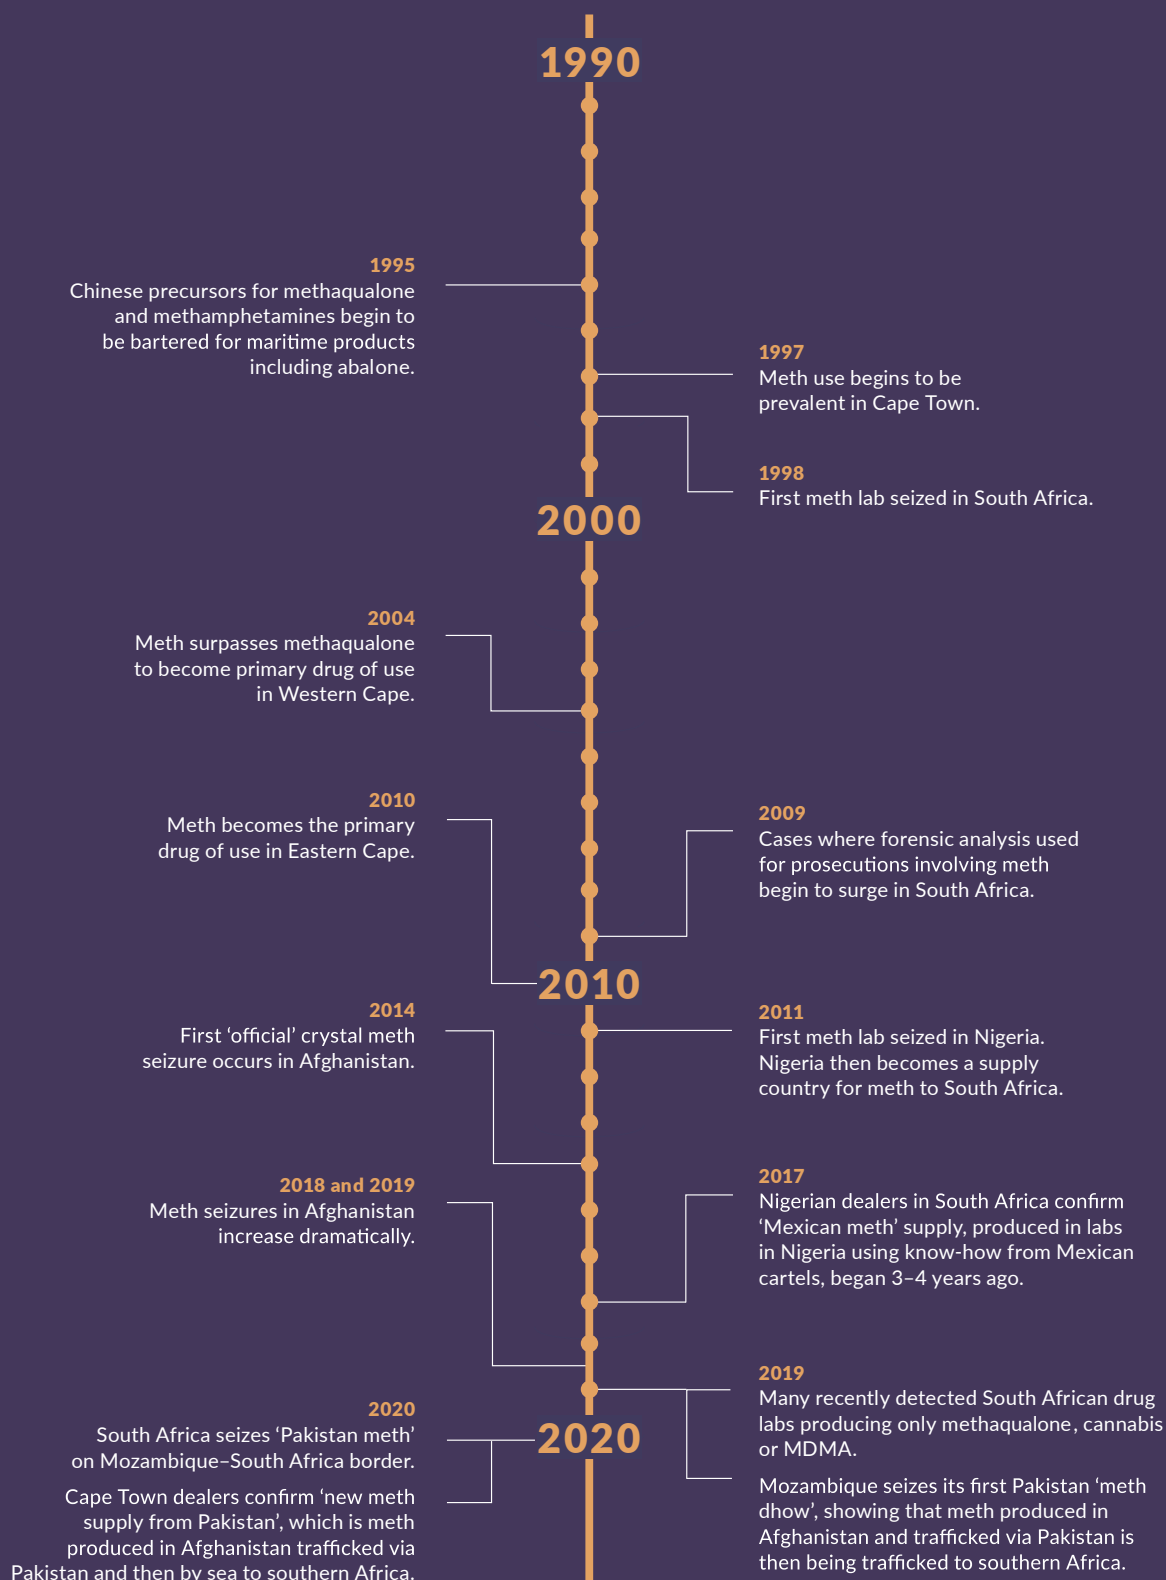 1990
1995
Chinese precursors for methaqualone
and methamphetamines begin to
be bartered for maritime products
including abalone.
1997
Meth use begins to be
prevalent in Cape Town.
1998
First meth lab seized in South Africa.
2000
2004
Meth surpasses methaqualone
to become primary drug of use
in Western Cape.
2010
Meth becomes the primary
drug of use in Eastern Cape.
2009
Cases where forensic analysis used
for prosecutions involving meth
begin to surge in South Africa.
2010
2014
First ‘official’ crystal meth
seizure occurs in Afghanistan.
2011
First meth lab seized in Nigeria.
Nigeria then becomes a supply
country for meth to South Africa.
2018 and 2019
Meth seizures in Afghanistan
increase dramatically.
2017
Nigerian dealers in South Africa confirm
‘Mexican meth’ supply, produced in labs
in Nigeria using know-how from Mexican
cartels, began 3–4 years ago.
2019
Many recently detected South African drug
labs producing only methaqualone, cannabis
or MDMA.
Mozambique seizes its first Pakistan ‘meth
dhow’, showing that meth produced in
Afghanistan and trafficked via Pakistan is
then being trafficked to southern Africa.
2020
South Africa seizes ‘Pakistan meth’
on Mozambique–South Africa border.
Cape Town dealers confirm ‘new meth
supply from Pakistan’, which is meth
produced in Afghanistan trafficked via
Pakistan and then by sea to southern Africa.
2020